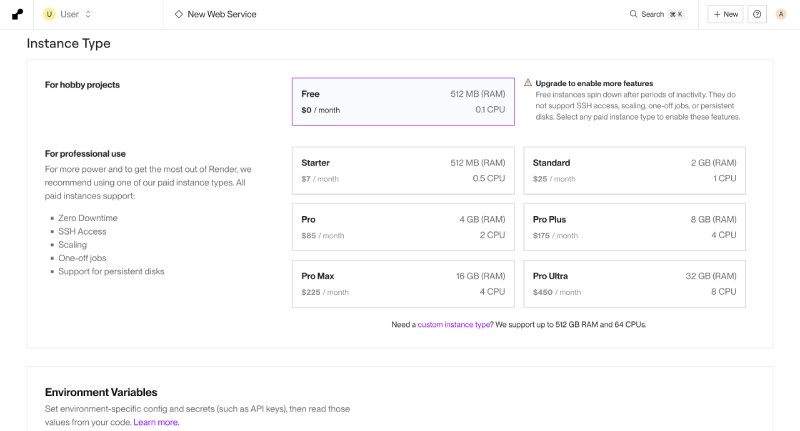 U User
New Web Service
Search ⌘ K
+ New
A
Instance Type
For hobby projects
Free 512 MB (RAM)
$0 / month 0.1 CPU
Upgrade to enable more features
Free instances spin down after periods of inactivity. They do
not support SSH access, scaling, one-off jobs, or persistent
disks. Select any paid instance type to enable these features.
For professional use
For more power and to get the most out of Render, we
recommend using one of our paid instance types. All
paid instances support:
Zero Downtime
SSH Access
Scaling
One-off jobs
Support for persistent disks
Starter 512 MB (RAM)
$7 / month 0.5 CPU
Standard 2 GB (RAM)
$25 / month 1 CPU
Pro 4 GB (RAM)
$85 / month 2 CPU
Pro Plus 8 GB (RAM)
$175 / month 4 CPU
Pro Max 16 GB (RAM)
$225 / month 4 CPU
Pro Ultra 32 GB (RAM)
$450 / month 8 CPU
Need a custom instance type? We support up to 512 GB RAM and 64 CPUs.
Environment Variables
Set environment-specific config and secrets (such as API keys), then read those
values from your code. Learn more.